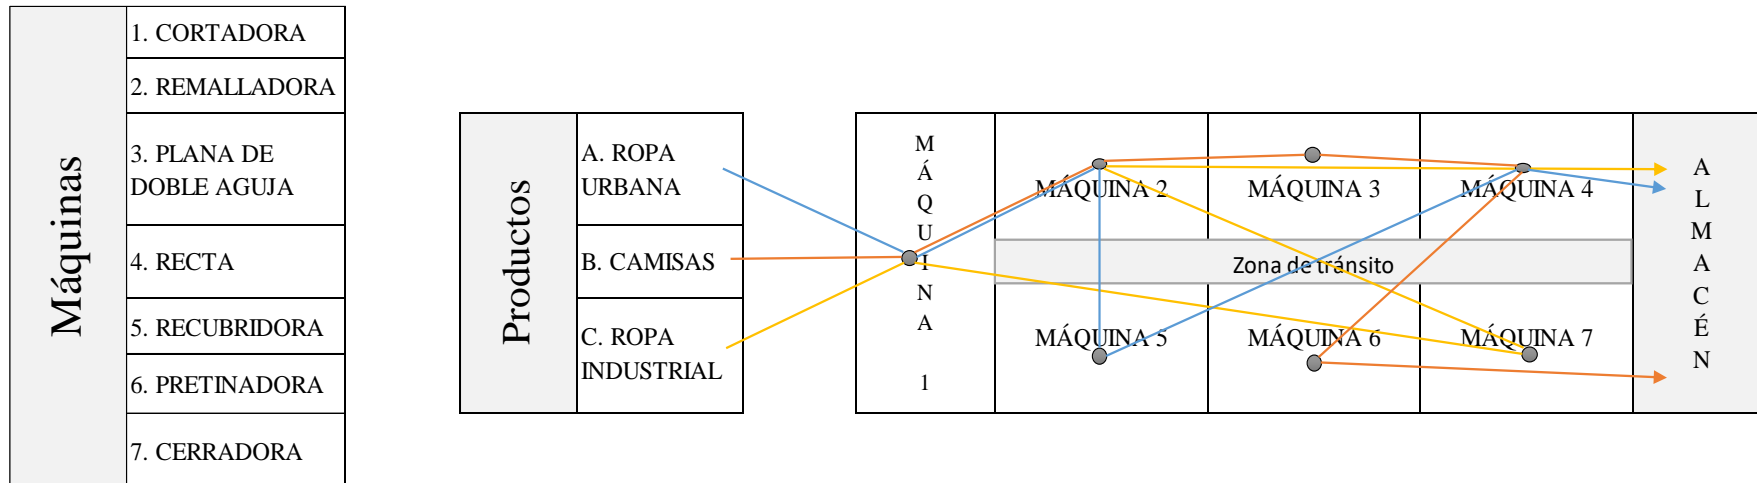 Máquinas
1. CORTADORA
2. REMALLADORA
3. PLANA DE
DOBLE AGUJA
4. RECTA
5. RECUBRIDORA
6. PRETINADORA
7. CERRADORA
Productos
A. ROPA
URBANA
B. CAMISAS
C. ROPA
INDUSTRIAL
MÁQUINA 1
MÁQUINA 2
MÁQUINA 3
MÁQUINA 4
Zona de tránsito
MÁQUINA 5
MÁQUINA 6
MÁQUINA 7
ALMACÉN